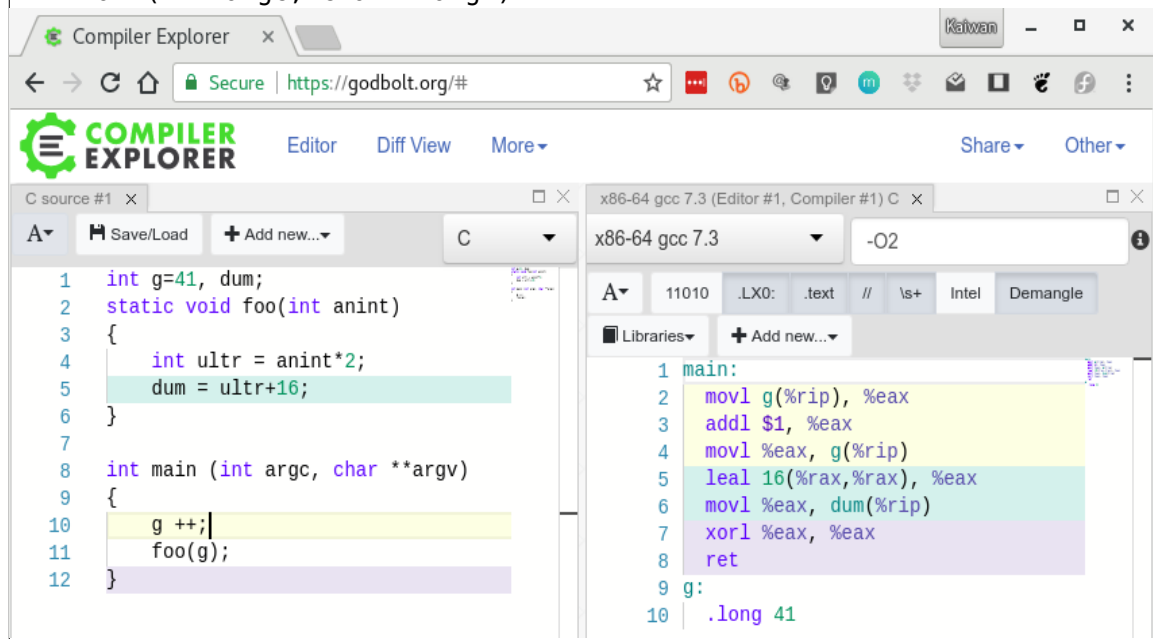 Compiler Explorer ×
Kaiwan
Secure https://godbolt.org/#
COMPILER
EXPLORER
Editor Diff View More
Share Other
C source #1 X
A Save/Load + Add new... C
1 int g=41, dum;
2 static void foo(int anint)
3 {
4 int ultr = anint*2;
5 dum = ultr+16;
6 }
7
8 int main (int argc, char **argv)
9 {
10 g ++;
11 foo(g);
12 }
x86-64 gcc 7.3 (Editor #1, Compiler #1) C X
x86-64 gcc 7.3 -O2
A 11010 .LX0: .text // \s+ Intel Demangle
Libraries + Add new...
1 main:
2 movl g(%rip), %eax
3 addl $1, %eax
4 movl %eax, g(%rip)
5 leal 16(%rax,%rax), %eax
6 movl %eax, dum(%rip)
7 xorl %eax, %eax
8 ret
9 g:
10 .long 41